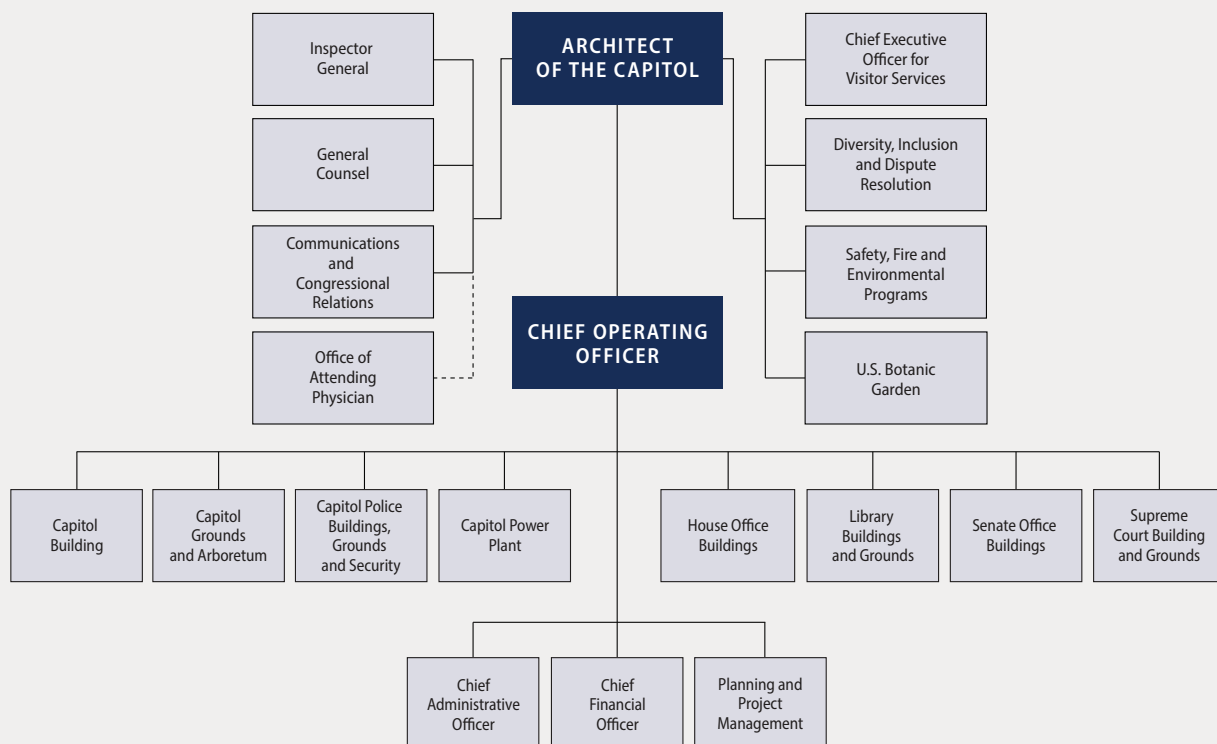 Inspector
General
General
Counsel
Communications
and
Congressional
Relations
Office of
Attending
Physician
ARCHITECT
OF THE CAPITOL
CHIEF OPERATING
OFFICER
Chief Executive
Officer for
Visitor Services
Diversity, Inclusion
and Dispute
Resolution
Safety, Fire and
Environmental
Programs
U.S. Botanic
Garden
Capitol
Building
Capitol
Grounds
and Arboretum
Capitol Police
Buildings,
Grounds
and Security
Capitol Power
Plant
House Office
Buildings
Library
Buildings
and Grounds
Senate Office
Buildings
Supreme
Court Building
and Grounds
Chief
Administrative
Officer
Chief
Financial
Officer
Planning and
Project
Management